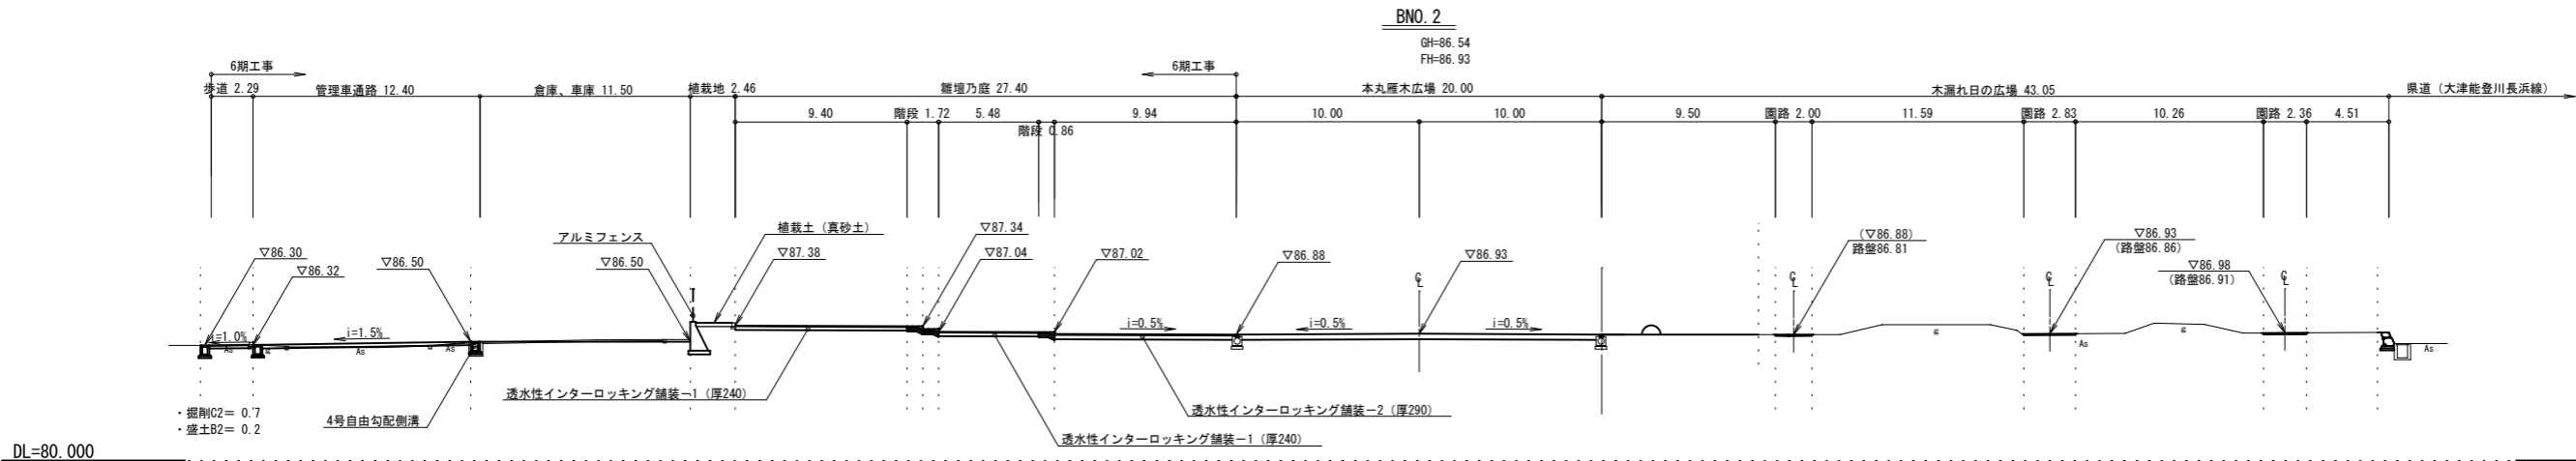 BNO. 2
GH=86.54
FH=86.93
6期工事
6期工事
歩道 2.29
管理車通路 12.40
倉庫、車庫 11.50
植栽地 2.46
雛壇乃庭 27.40
本丸雁木広場 20.00
木漏れ日の広場 43.05
県道（大津能登川長浜線）
9.40
階段 1.72
5.48
階段 0.86
9.94
10.00
10.00
9.50
園路 2.00
11.59
園路 2.83
10.26
園路 2.36
4.51
アルミフェンス
植栽土（真砂土）
▽86.30
▽86.32
▽86.50
▽86.50
▽87.38
▽87.34
▽87.04
▽87.02
▽86.88
▽86.93
(▽86.88)
路盤86.81
▽86.93
(路盤86.86)
▽86.98
(路盤86.91)
i=1.0%
i=1.5%
i=0.5%
i=0.5%
i=0.5%
As
g
As
As
g
As
g
As
透水性インターロッキング舗装－1（厚240）
透水性インターロッキング舗装－2（厚290）
透水性インターロッキング舗装－1（厚240）
4号自由勾配側溝
・掘削C2＝ 0.7
・盛土B2＝ 0.2
DL=80.000